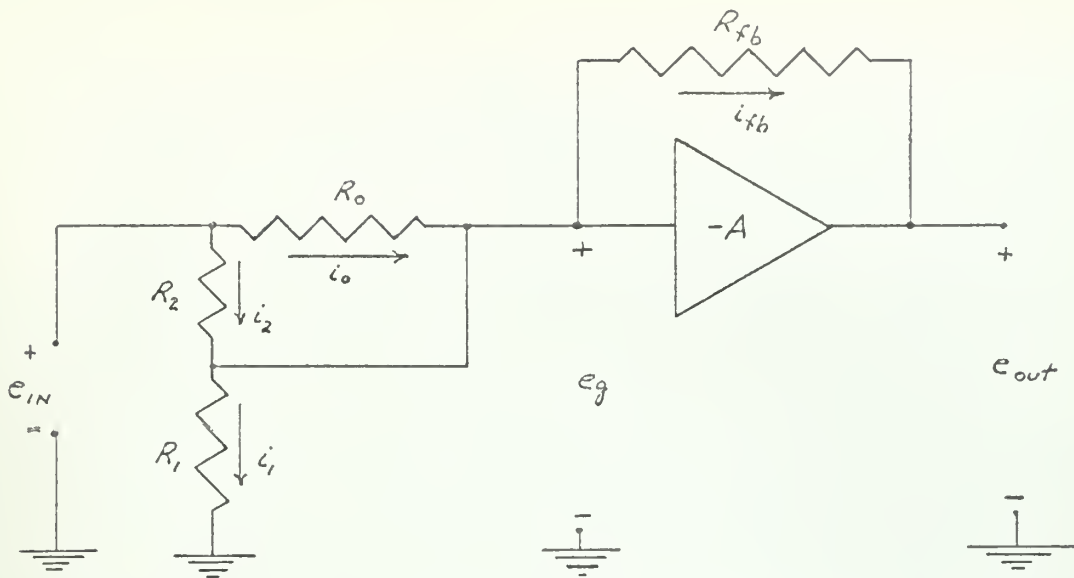 R_fb
i_fb
R_o
-A
i_o
+
+
R_2
i_2
+
e_IN
=
e_g
e_out
R_1
i_1
-
-